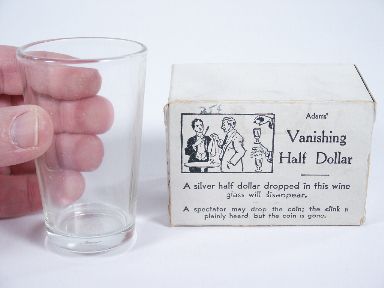 25¢
Adams'
Vanishing
Half Dollar
A silver half dollar dropped in this wine
glass will disappear.
A spectator may drop the coin; the clink is
plainly heard, but the coin is gone.